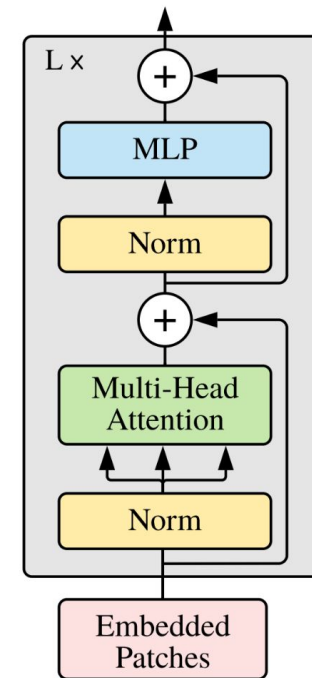 L ×
+
MLP
Norm
+
Multi-Head
Attention
Norm
Embedded
Patches